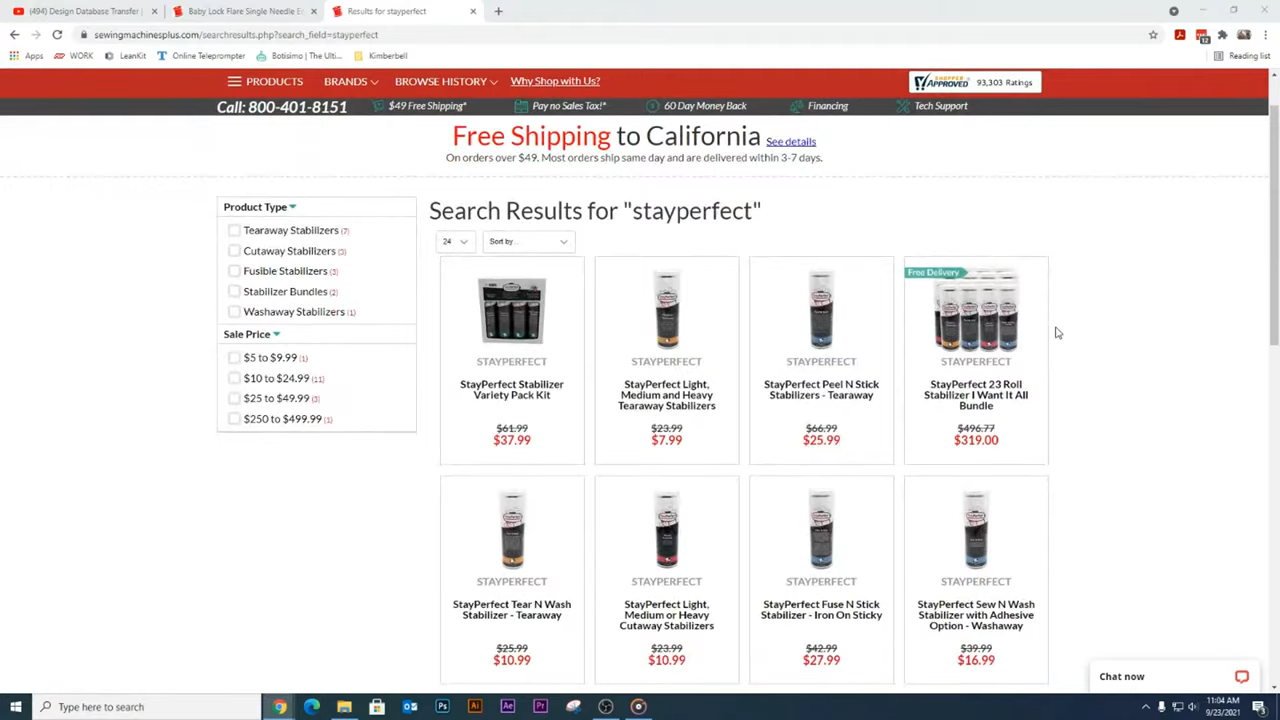 (494) Design Database Transfer |
Baby Lock Flare Single Needle E
Results for stayperfect
sewingmachinesplus.com/searchresults.php?search_field=stayperfect
Apps
WORK
LeanKit
Online Teleprompter
Botisimo | The Ulti...
Kimberbell
Reading list
PRODUCTS
BRANDS
BROWSE HISTORY
Why Shop with Us?
SHOPPER APPROVED
93,303 Ratings
Call: 800-401-8151
$49 Free Shipping*
Pay no Sales Tax!*
60 Day Money Back
Financing
Tech Support
Free Shipping to California See details
On orders over $49. Most orders ship same day and are delivered within 3-7 days.
Product Type
Tearaway Stabilizers (7)
Cutaway Stabilizers (3)
Fusible Stabilizers (3)
Stabilizer Bundles (2)
Washaway Stabilizers (1)
Sale Price
$5 to $9.99 (1)
$10 to $24.99 (11)
$25 to $49.99 (3)
$250 to $499.99 (1)
Search Results for "stayperfect"
24
Sort by...
STAYPERFECT
StayPerfect Stabilizer
Variety Pack Kit
$61.99
$37.99
STAYPERFECT
StayPerfect Light,
Medium and Heavy
Tearaway Stabilizers
$23.99
$7.99
STAYPERFECT
StayPerfect Peel N Stick
Stabilizers - Tearaway
$66.99
$25.99
Free Delivery
STAYPERFECT
StayPerfect 23 Roll
Stabilizer I Want It All
Bundle
$496.77
$319.00
STAYPERFECT
StayPerfect Tear N Wash
Stabilizer - Tearaway
$25.99
$10.99
STAYPERFECT
StayPerfect Light,
Medium or Heavy
Cutaway Stabilizers
$23.99
$10.99
STAYPERFECT
StayPerfect Fuse N Stick
Stabilizer - Iron On Sticky
$42.99
$27.99
STAYPERFECT
StayPerfect Sew N Wash
Stabilizer with Adhesive
Option - Washaway
$39.99
$16.99
Chat now
Type here to search
11:04 AM
9/23/2021